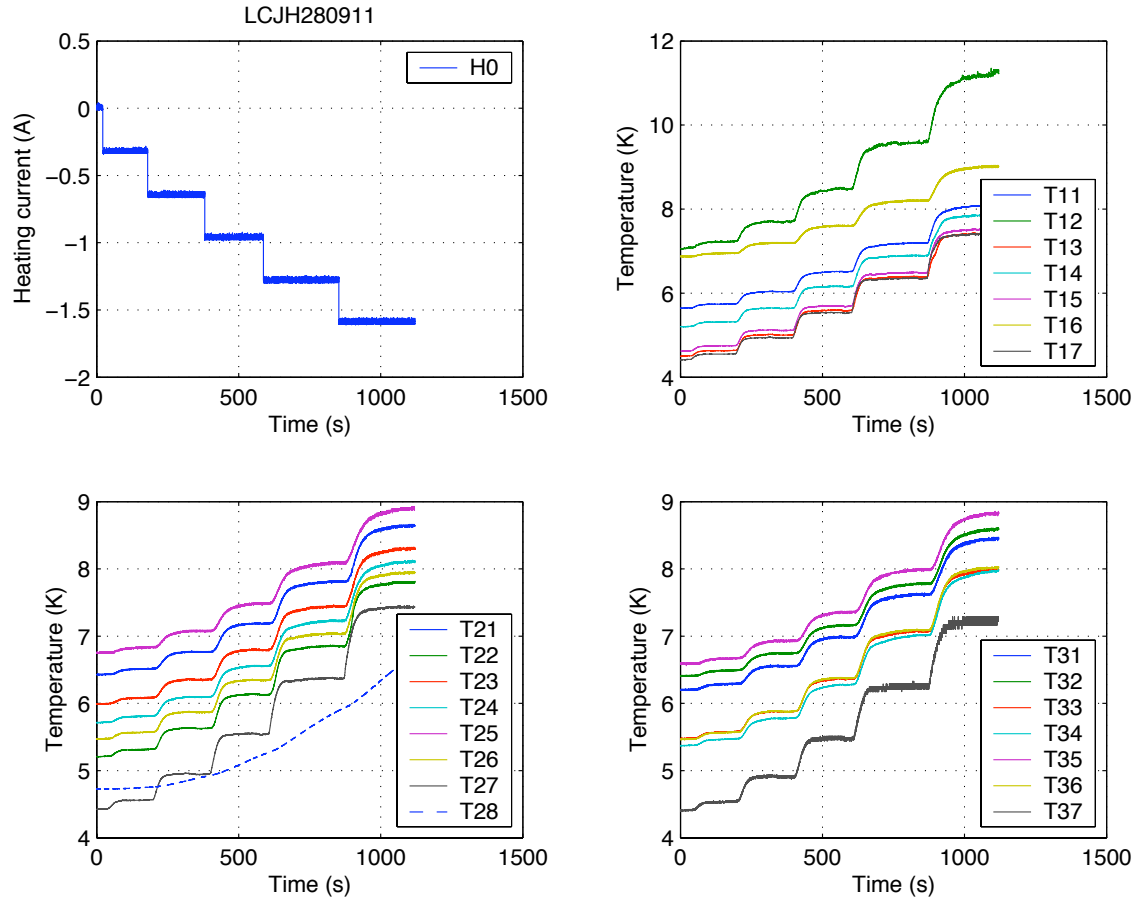 LCJH280911
0.5
0
−0.5
−1
−1.5
−2
0
500
1000
1500
Heating current (A)
Time (s)
H0
12
10
8
6
4
0
500
1000
1500
Temperature (K)
Time (s)
T11
T12
T13
T14
T15
T16
T17
9
8
7
6
5
4
0
500
1000
1500
Temperature (K)
Time (s)
T21
T22
T23
T24
T25
T26
T27
T28
9
8
7
6
5
4
0
500
1000
1500
Temperature (K)
Time (s)
T31
T32
T33
T34
T35
T36
T37